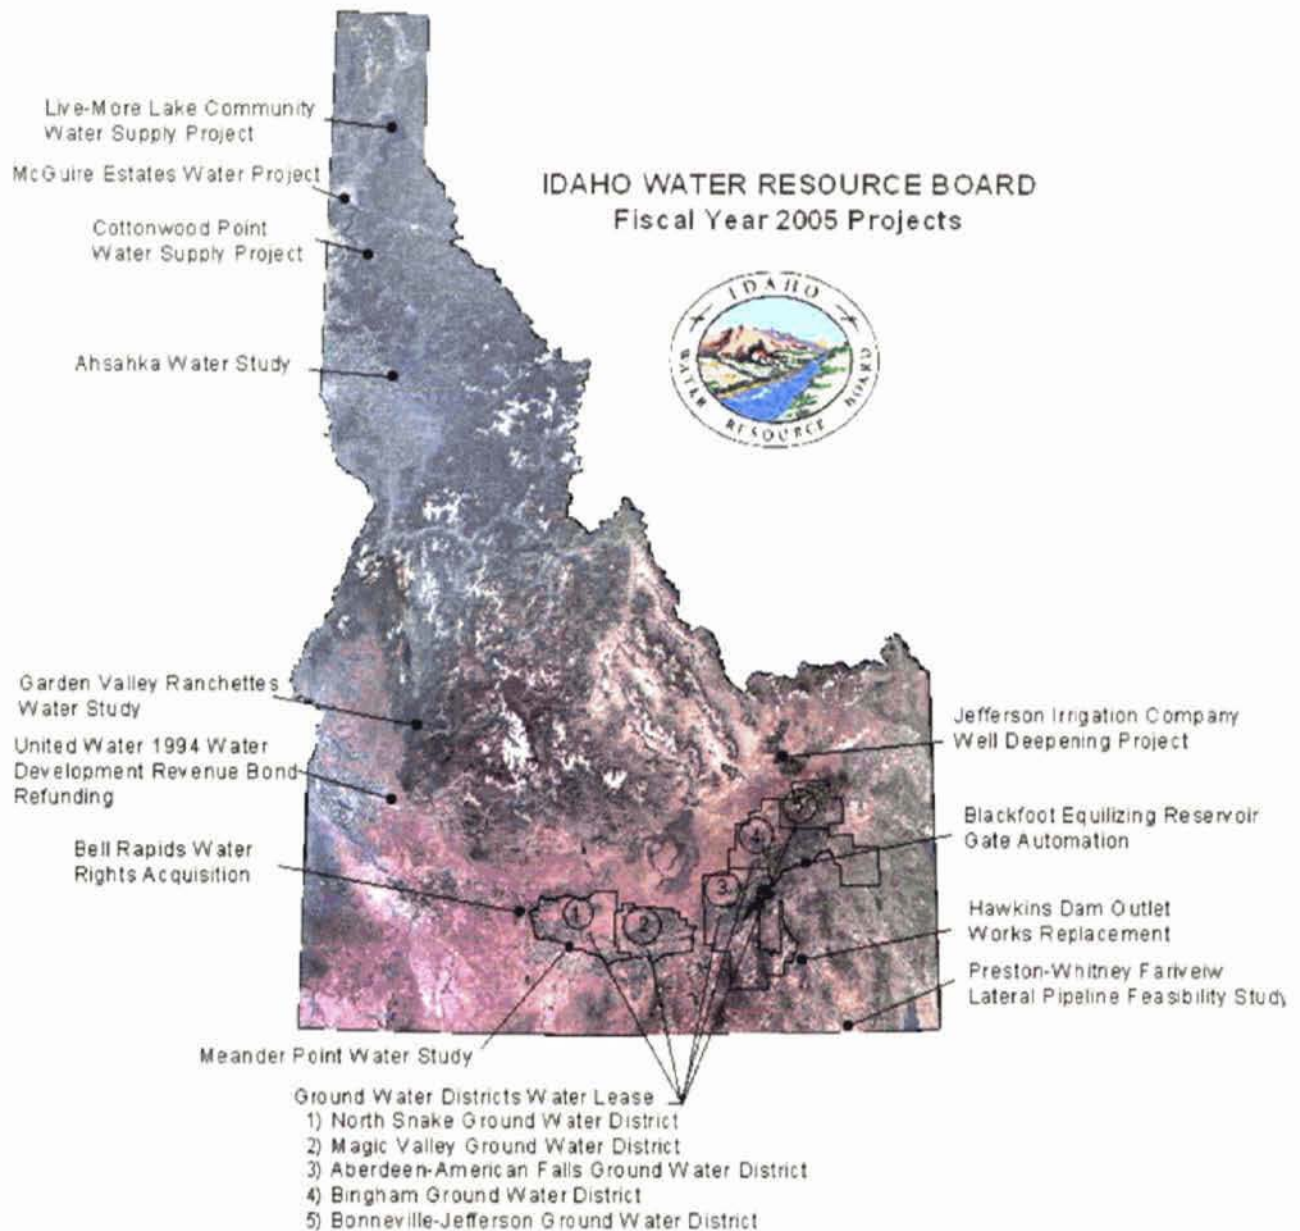 IDAHO WATER RESOURCE BOARD
Fiscal Year 2005 Projects
IDAHO
WATER RESOURCE BOARD
Live-More Lake Community
Water Supply Project
McGuire Estates Water Project
Cottonwood Point
Water Supply Project
Ahsahka Water Study
Garden Valley Ranchettes
Water Study
United Water 1994 Water
Development Revenue Bond
Refunding
Bell Rapids Water
Rights Acquisition
Jefferson Irrigation Company
Well Deepening Project
Blackfoot Equilizing Reservoir
Gate Automation
Hawkins Dam Outlet
Works Replacement
Preston-Whitney Fariveiw
Lateral Pipeline Feasibility Study
1
2
3
4
5
Meander Point Water Study
Ground Water Districts Water Lease
1) North Snake Ground Water District
2) Magic Valley Ground Water District
3) Aberdeen-American Falls Ground Water District
4) Bingham Ground Water District
5) Bonneville-Jefferson Ground Water District